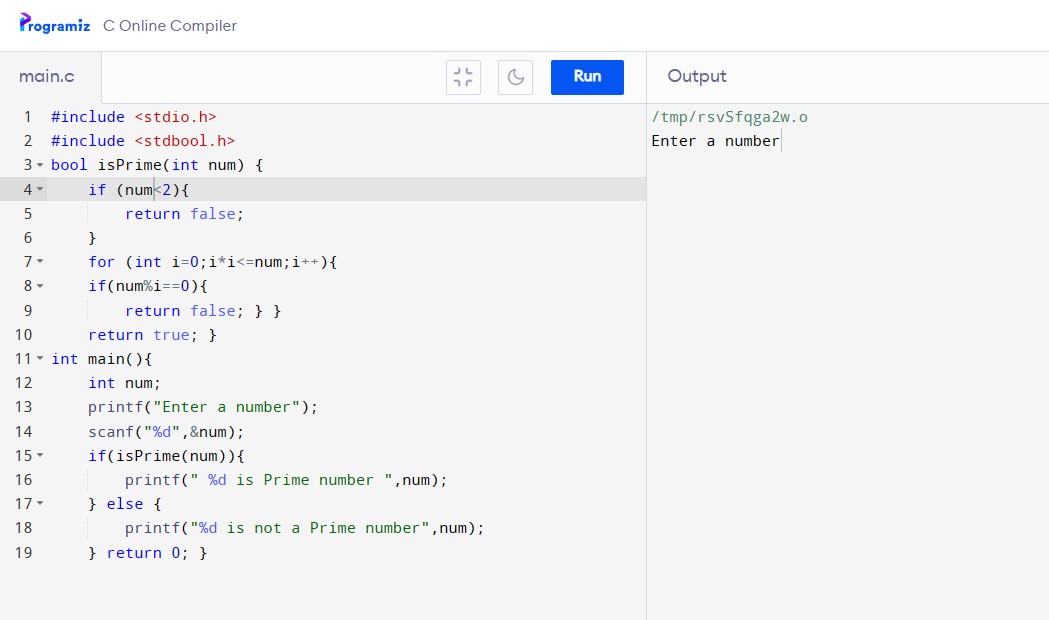 Programiz C Online Compiler
main.c Run Output
1 #include <stdio.h>
2 #include <stdbool.h>
3 bool isPrime(int num) {
4 if (num<2){
5 return false;
6 }
7 for (int i=0;i*i<=num;i++){
8 if(num%i==0){
9 return false; } }
10 return true; }
11 int main(){
12 int num;
13 printf("Enter a number");
14 scanf("%d",&num);
15 if(isPrime(num)){
16 printf(" %d is Prime number ",num);
17 } else {
18 printf("%d is not a Prime number",num);
19 } return 0; }
/tmp/rsvSfqga2w.o
Enter a number